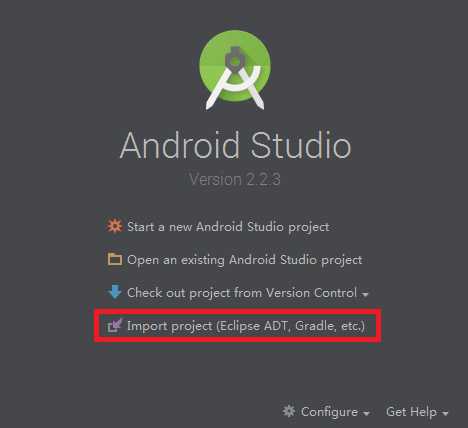 Android Studio
Version 2.2.3
Start a new Android Studio project
Open an existing Android Studio project
Check out project from Version Control
Import project (Eclipse ADT, Gradle, etc.)
Configure Get Help